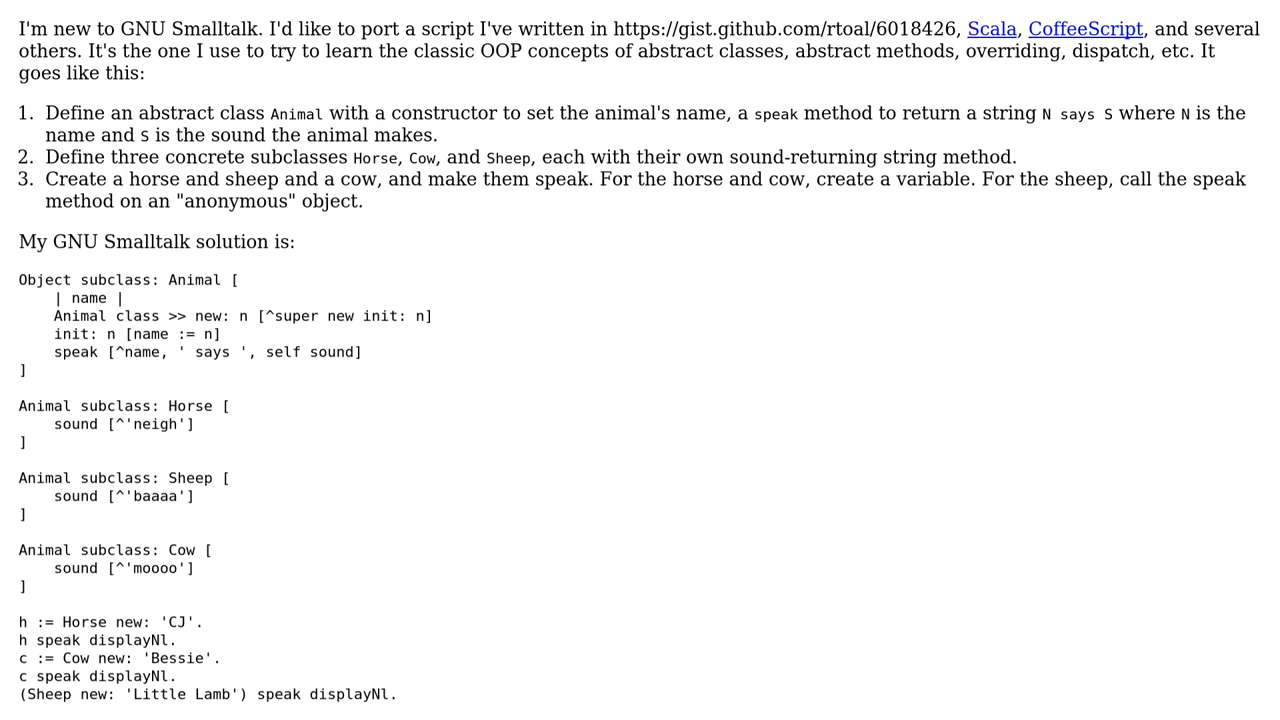 I'm new to GNU Smalltalk. I'd like to port a script I've written in https://gist.github.com/rtoal/6018426, Scala, CoffeeScript, and several
others. It's the one I use to try to learn the classic OOP concepts of abstract classes, abstract methods, overriding, dispatch, etc. It
goes like this:
1. Define an abstract class Animal with a constructor to set the animal's name, a speak method to return a string N says S where N is the
name and S is the sound the animal makes.
2. Define three concrete subclasses Horse, Cow, and Sheep, each with their own sound-returning string method.
3. Create a horse and sheep and a cow, and make them speak. For the horse and cow, create a variable. For the sheep, call the speak
method on an "anonymous" object.
My GNU Smalltalk solution is:
Object subclass: Animal [
    | name |
    Animal class >> new: n [^super new init: n]
    init: n [name := n]
    speak [^name, ' says ', self sound]
]
Animal subclass: Horse [
    sound [^'neigh']
]
Animal subclass: Sheep [
    sound [^'baaaa']
]
Animal subclass: Cow [
    sound [^'moooo']
]
h := Horse new: 'CJ'.
h speak displayNl.
c := Cow new: 'Bessie'.
c speak displayNl.
(Sheep new: 'Little Lamb') speak displayNl.